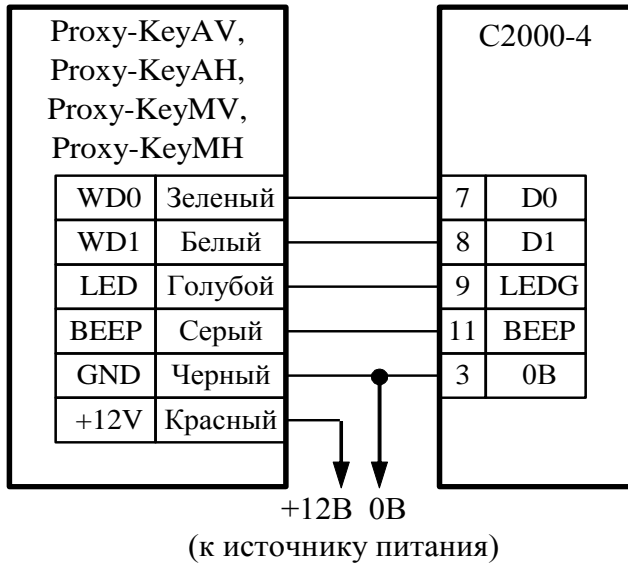 Proxy-KeyAV,
Proxy-KeyAH,
Proxy-KeyMV,
Proxy-KeyMH
С2000-4
WD0 Зеленый 7 D0
WD1 Белый 8 D1
LED Голубой 9 LEDG
BEEP Серый 11 BEEP
GND Черный 3 0В
+12V Красный
+12В 0В
(к источнику питания)